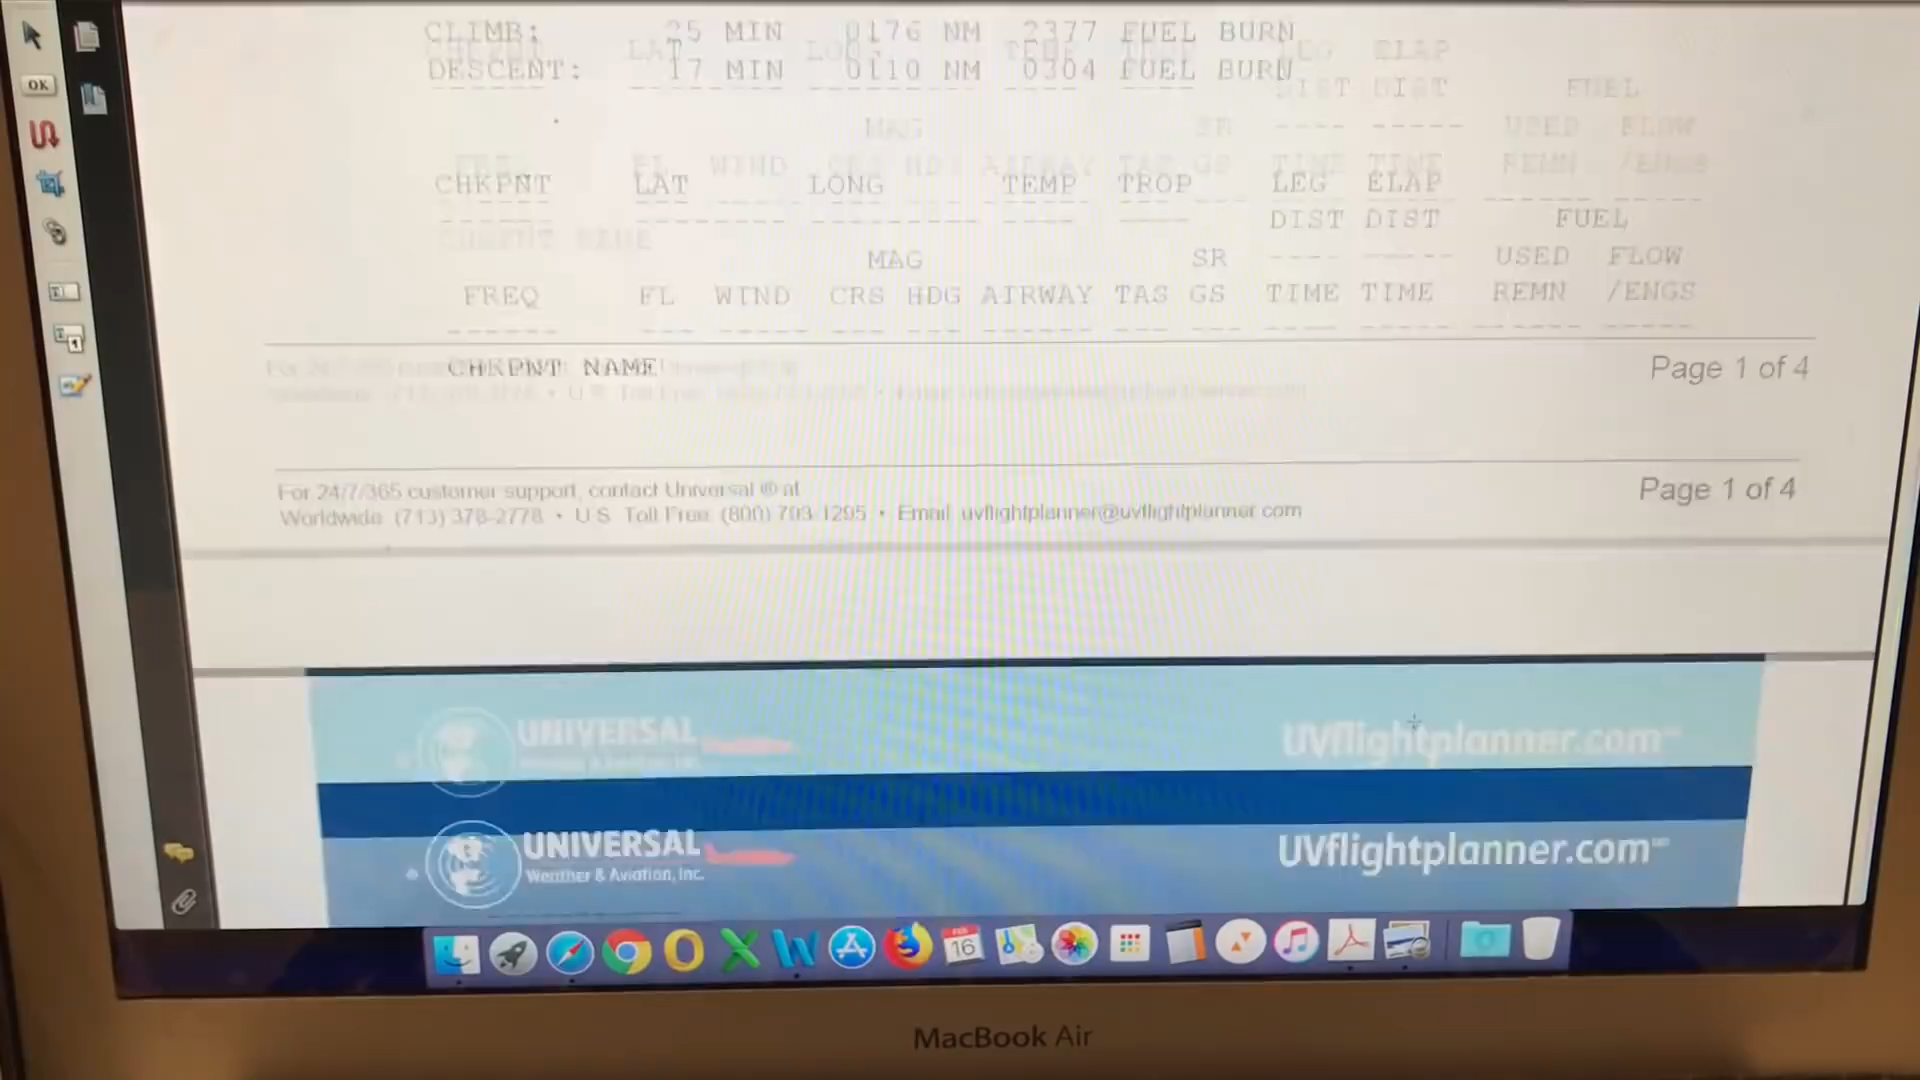 CLIMB: 25 MIN 0176 NM 2377 FUEL BURN
DESCENT: 17 MIN 0110 NM 0304 FUEL BURN
CHKPNT LAT LONG TEMP TROP LEG ELAP
DIST DIST FUEL
MAG SR ---- ----- USED FLOW
FREQ FL WIND CRS HDG AIRWAY TAS GS TIME TIME REMN /ENGS
CHKPNT NAME
Page 1 of 4
For 24/7/365 customer support, contact Universal ® at
Worldwide (713) 378-2778 • U.S. Toll Free (800) 793-1295 • Email uvflightplanner@uvflightplanner.com
Page 1 of 4
UNIVERSAL
UVflightplanner.com
UNIVERSAL
Weather & Aviation, Inc.
UVflightplanner.com℠
OK
FEB
16
MacBook Air